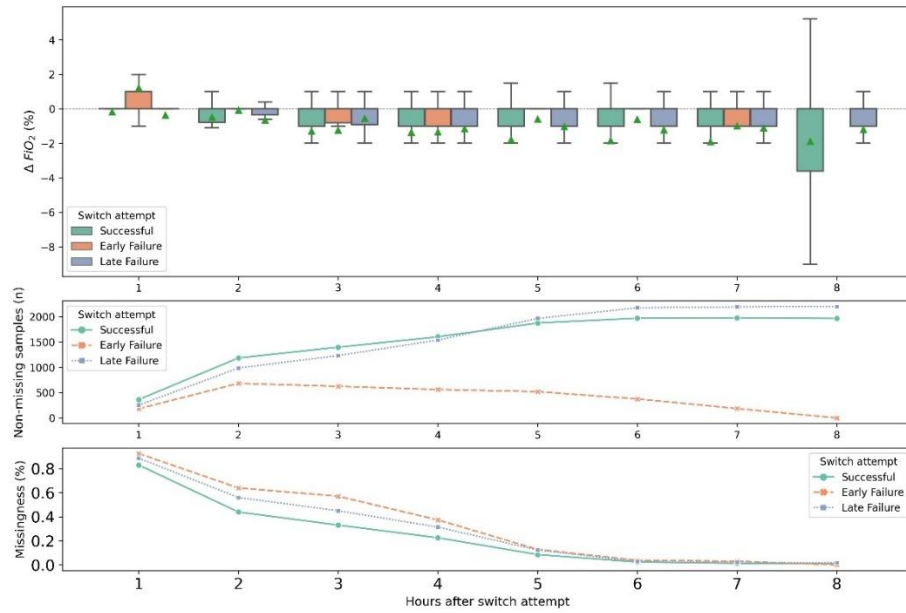 4
2
0
−2
−4
−6
−8
Δ FiO₂ (%)
Switch attempt
Successful
Early Failure
Late Failure
1 2 3 4 5 6 7 8
2000
1500
1000
500
0
Non-missing samples (n)
Switch attempt
Successful
Early Failure
Late Failure
1 2 3 4 5 6 7 8
0.8
0.6
0.4
0.2
0.0
Missingness (%)
Switch attempt
Successful
Early Failure
Late Failure
1 2 3 4 5 6 7 8
Hours after switch attempt